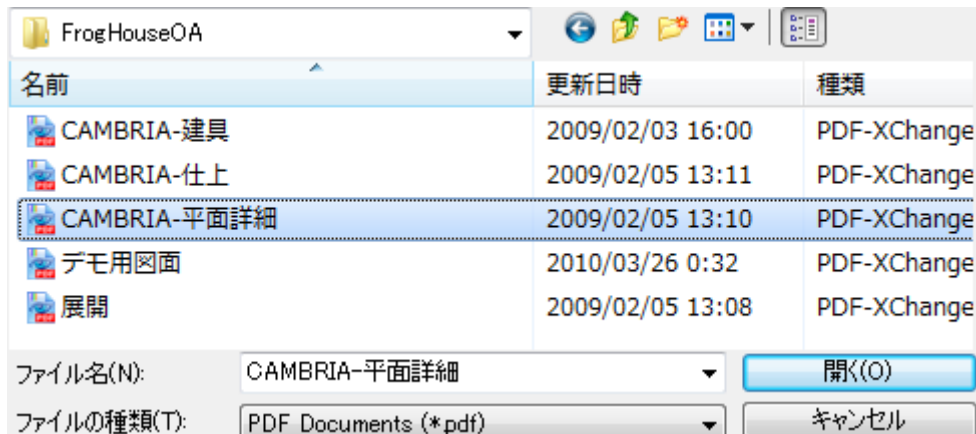 FrogHouseOA
名前 更新日時 種類
CAMBRIA-建具 2009/02/03 16:00 PDF-XChange
CAMBRIA-仕上 2009/02/05 13:11 PDF-XChange
CAMBRIA-平面詳細 2009/02/05 13:10 PDF-XChange
デモ用図面 2010/03/26 0:32 PDF-XChange
展開 2009/02/05 13:08 PDF-XChange
ファイル名(N): CAMBRIA-平面詳細 開く(O)
ファイルの種類(T): PDF Documents (*.pdf) キャンセル